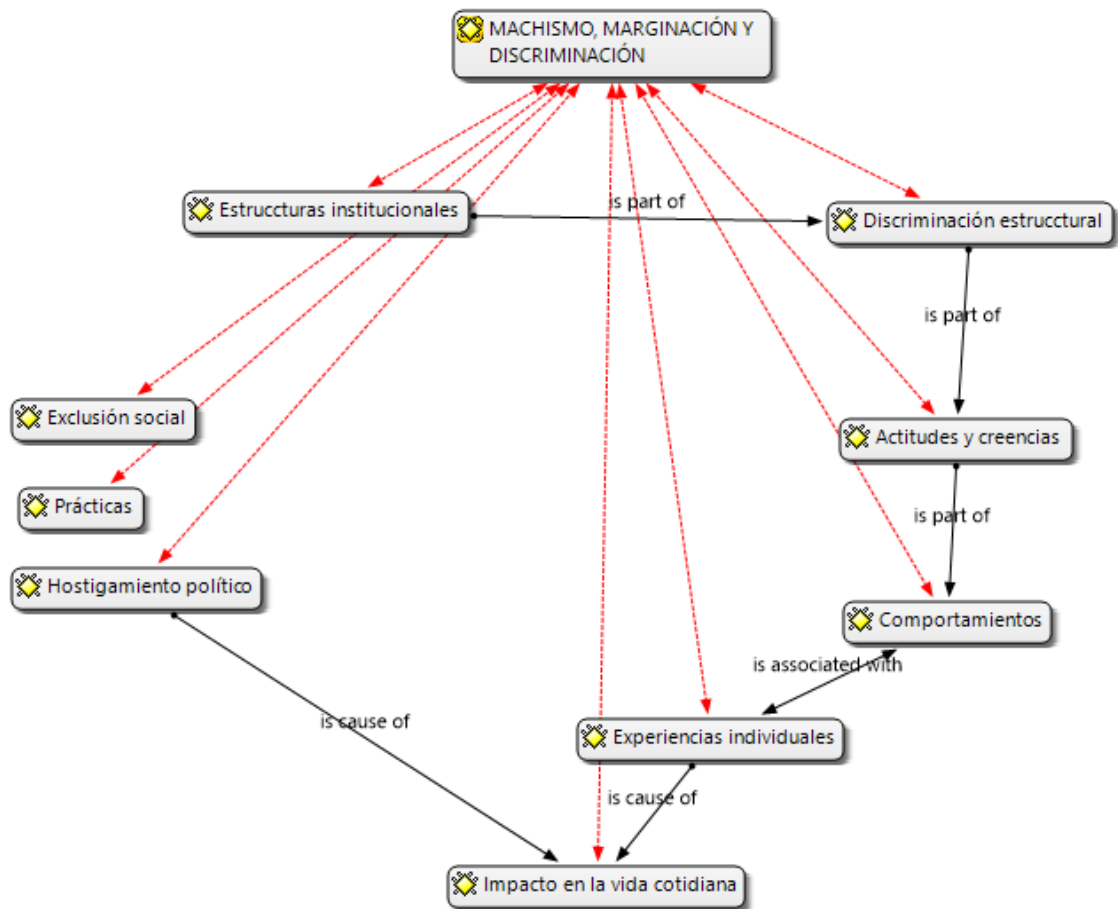 MACHISMO, MARGINACIÓN Y
DISCRIMINACIÓN
Estruccturas institucionales
is part of
Discriminación estrucctural
is part of
Exclusión social
Actitudes y creencias
Prácticas
is part of
Hostigamiento político
Comportamientos
is associated with
is cause of
Experiencias individuales
is cause of
Impacto en la vida cotidiana